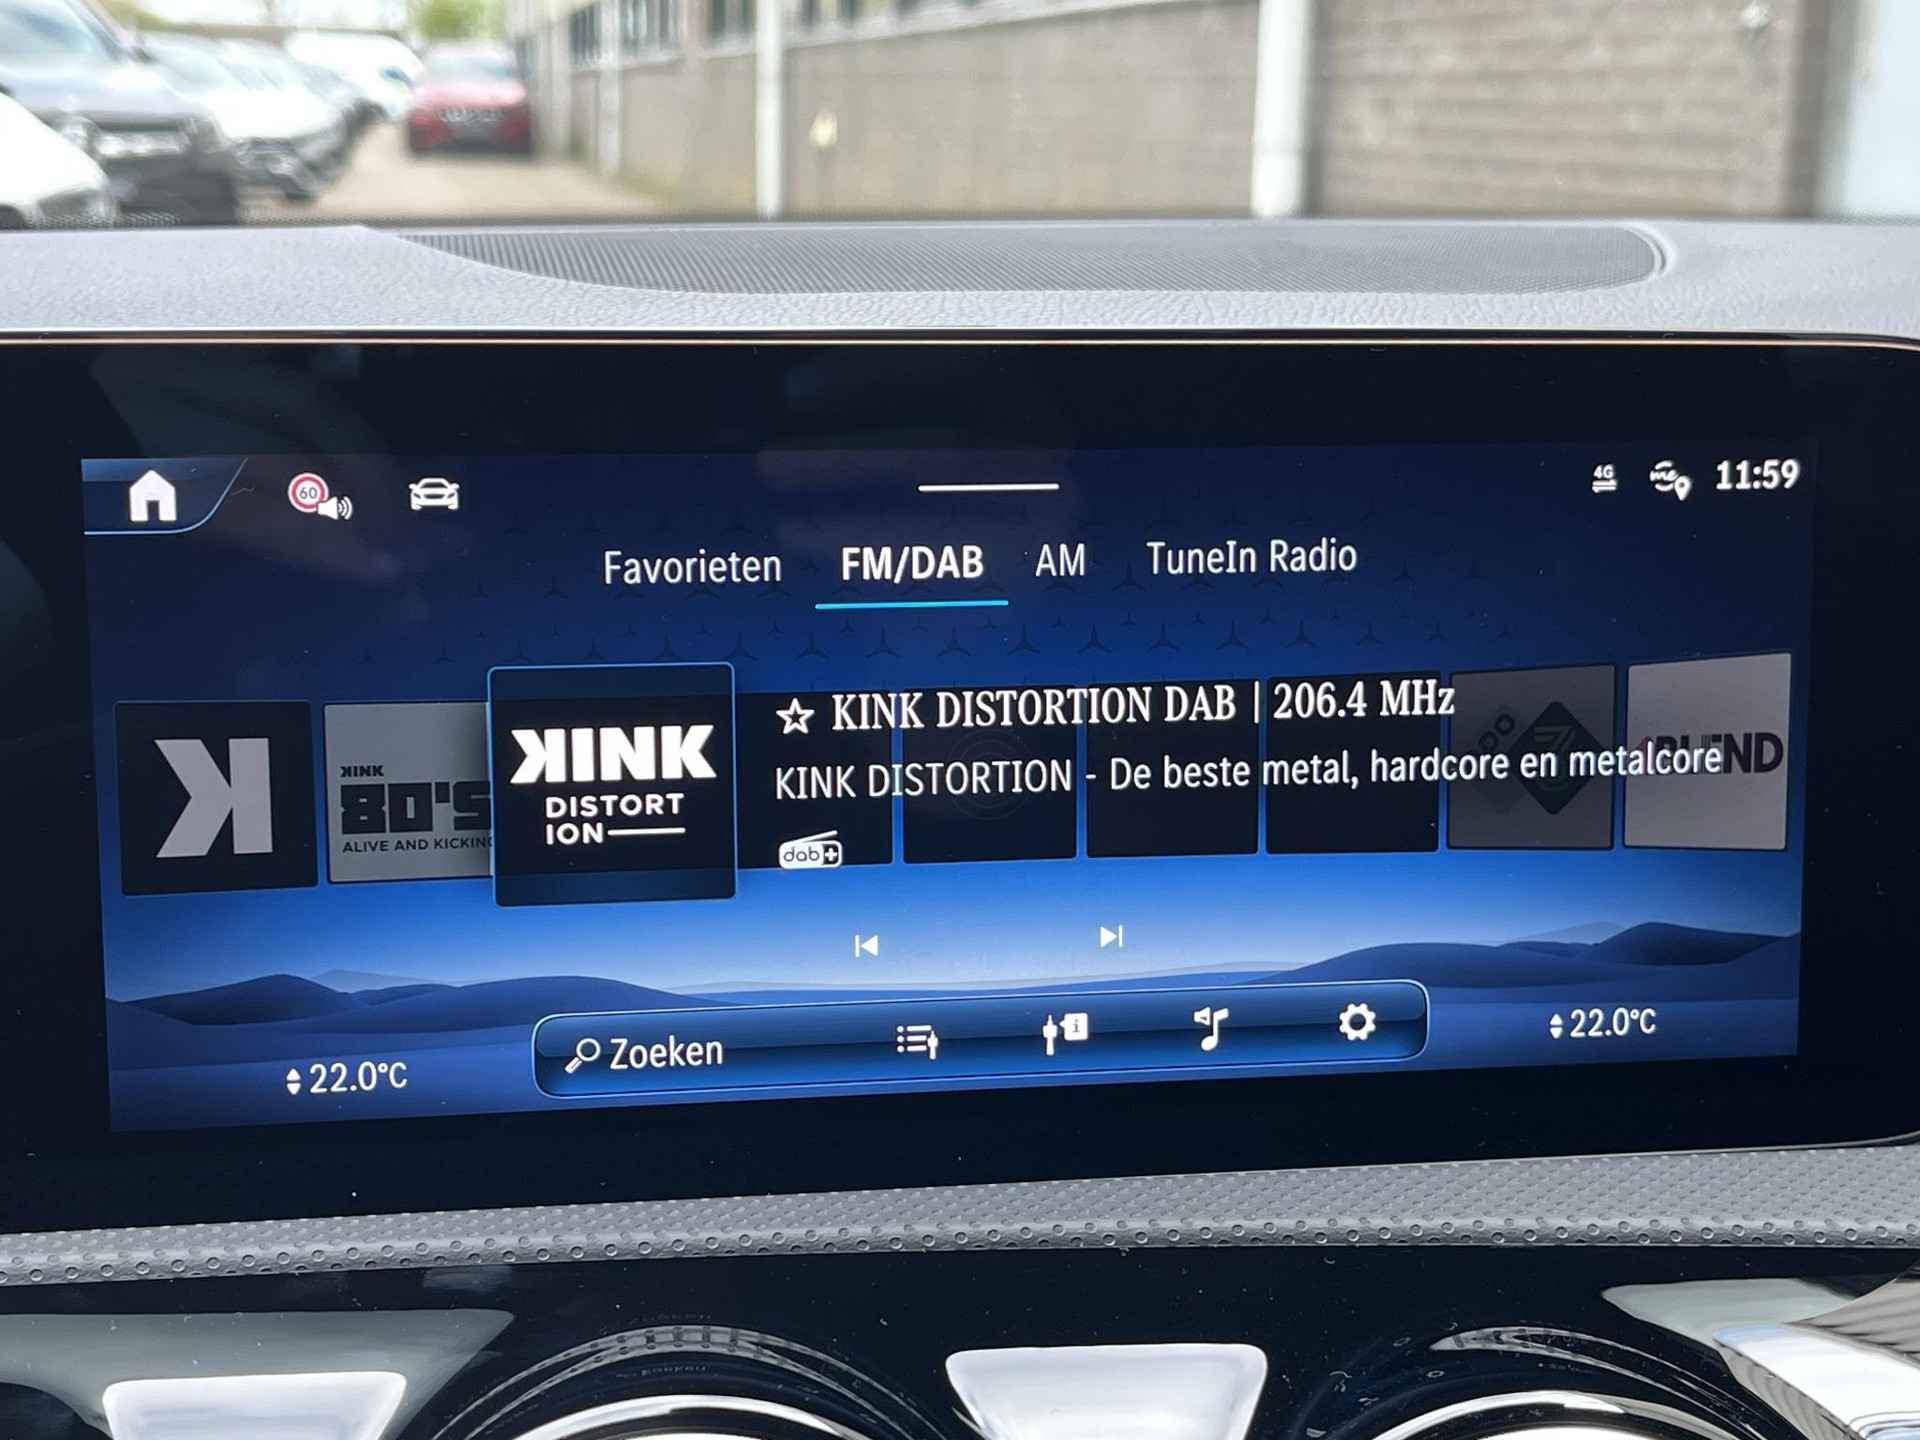 60
4G
me
11:59
Favorieten
FM/DAB
AM
TuneIn Radio
K
KINK
80'S
ALIVE AND KICKING
KINK
DISTORT
ION
KINK DISTORTION DAB | 206.4 MHz
KINK DISTORTION - De beste metal, hardcore en metalcore
dab+
22.0°C
Zoeken
i
22.0°C